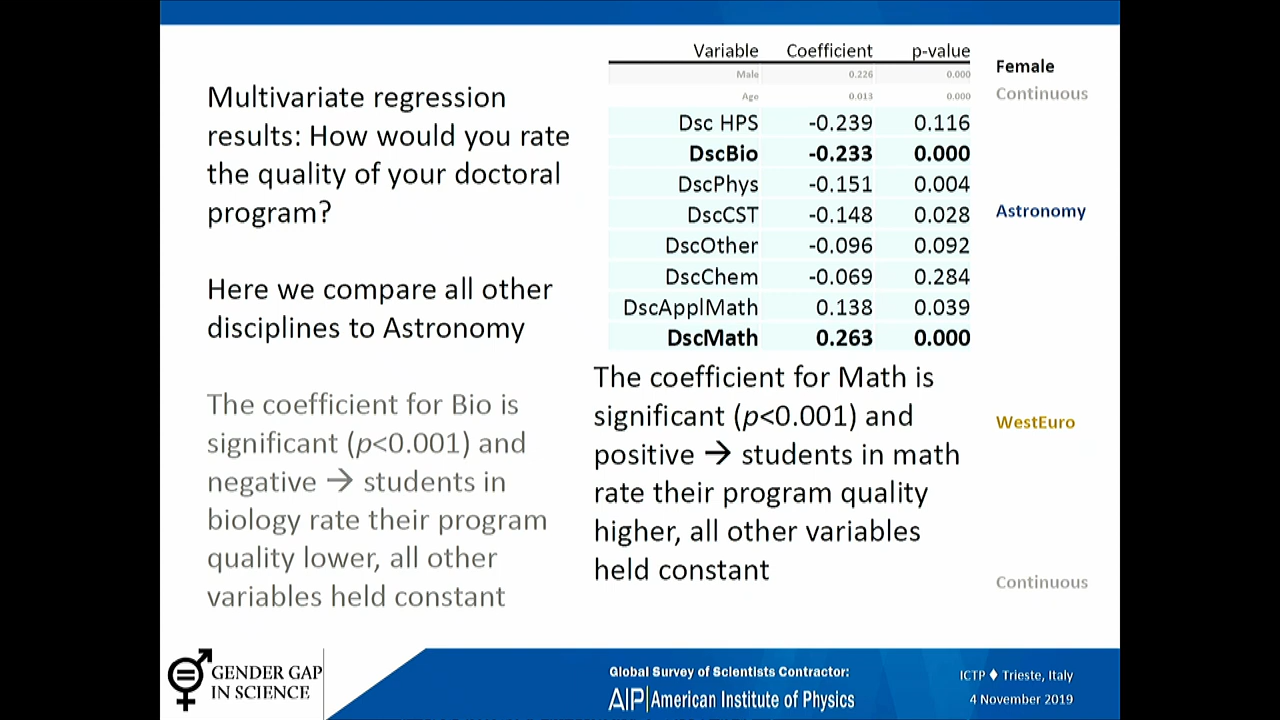 Multivariate regression
results: How would you rate
the quality of your doctoral
program?
Here we compare all other
disciplines to Astronomy
The coefficient for Bio is
significant (p<0.001) and
negative → students in
biology rate their program
quality lower, all other
variables held constant
Variable Coefficient p-value
Male 0.226 0.000
Age 0.013 0.000
Dsc HPS -0.239 0.116
DscBio -0.233 0.000
DscPhys -0.151 0.004
DscCST -0.148 0.028
DscOther -0.096 0.092
DscChem -0.069 0.284
DscApplMath 0.138 0.039
DscMath 0.263 0.000
The coefficient for Math is
significant (p<0.001) and
positive → students in math
rate their program quality
higher, all other variables
held constant
Female
Continuous
Astronomy
WestEuro
Continuous
GENDER GAP
IN SCIENCE
Global Survey of Scientists Contractor:
AIP American Institute of Physics
ICTP ♦ Trieste, Italy
4 November 2019